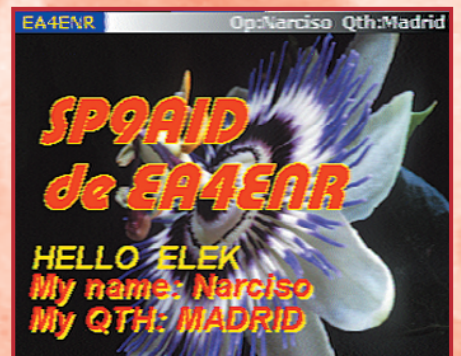 EA4ENR Op:Narciso Qth:Madrid
SP9AID
de EA4ENR
HELLO ELEK
My name: Narciso
My QTH: MADRID